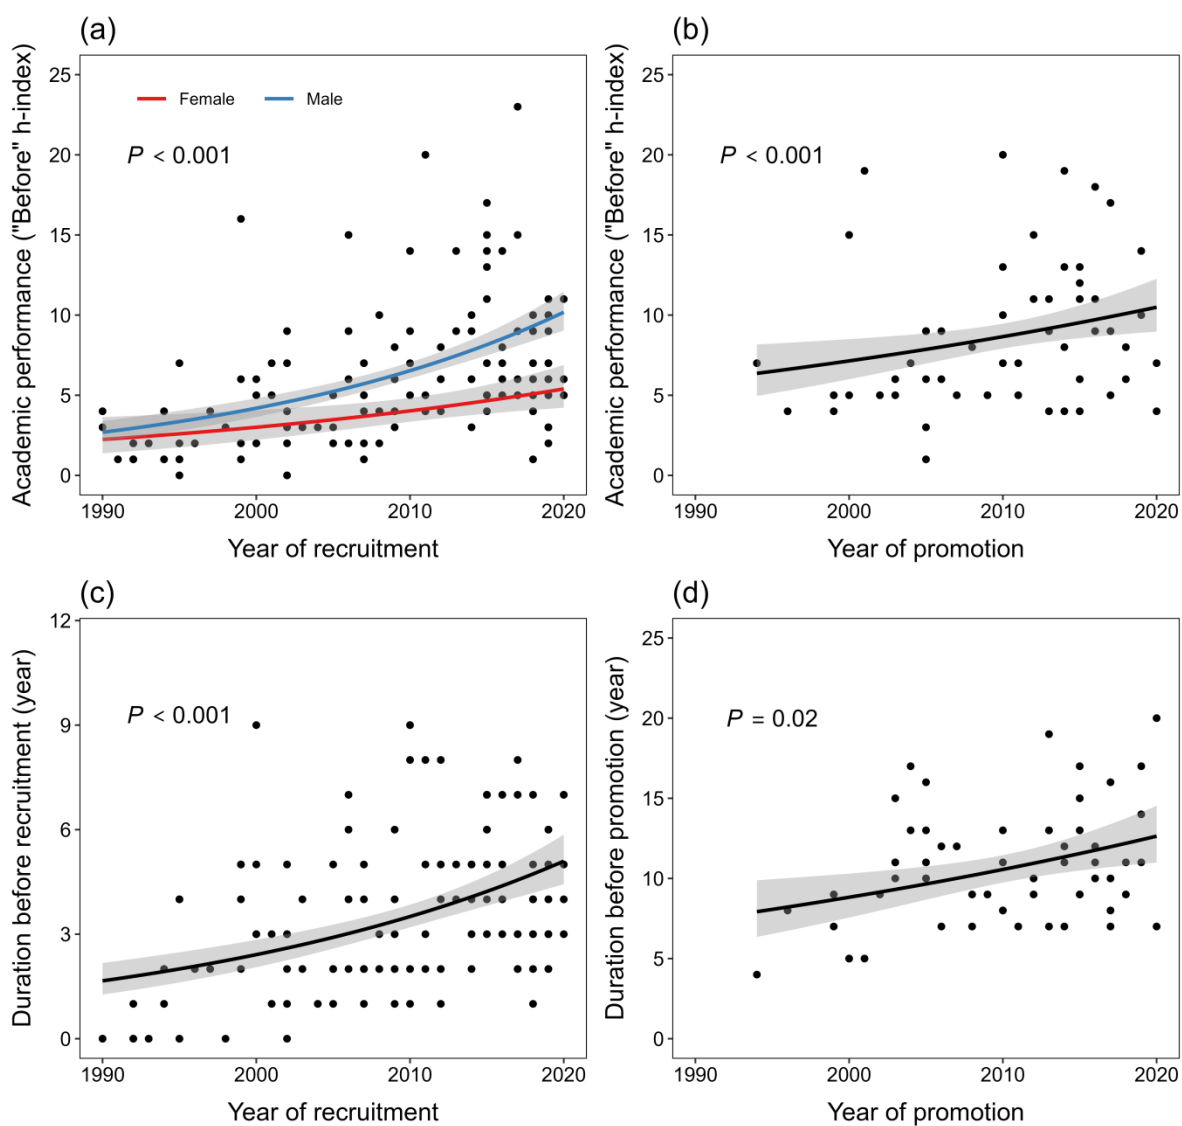 (a)
Academic performance ("Before" h-index)
25
20
15
10
5
0
Female Male
P < 0.001
1990 2000 2010 2020
Year of recruitment
(b)
Academic performance ("Before" h-index)
25
20
15
10
5
0
P < 0.001
1990 2000 2010 2020
Year of promotion
(c)
Duration before recruitment (year)
12
9
6
3
0
P < 0.001
1990 2000 2010 2020
Year of recruitment
(d)
Duration before promotion (year)
25
20
15
10
5
0
P = 0.02
1990 2000 2010 2020
Year of promotion